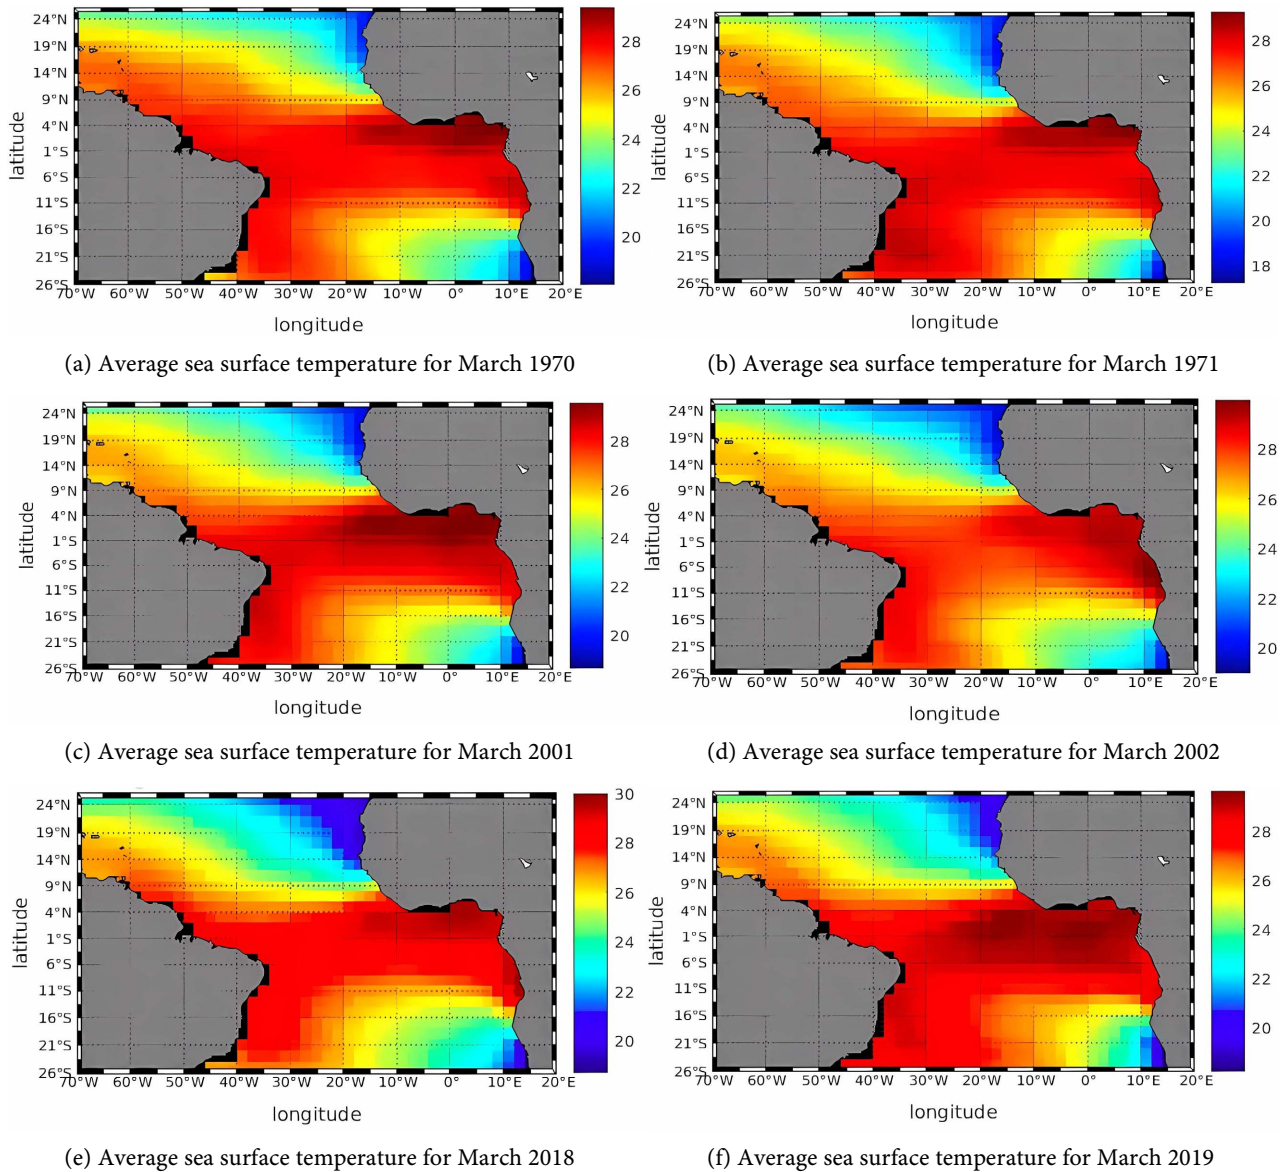 24°N
19°N
14°N
9°N
4°N
1°S
6°S
11°S
16°S
21°S
26°S
latitude
70°W 60°W 50°W 40°W 30°W 20°W 10°W 0° 10°E 20°E
longitude
28
26
24
22
20
(a) Average sea surface temperature for March 1970
24°N
19°N
14°N
9°N
4°N
1°S
6°S
11°S
16°S
21°S
26°S
latitude
70°W 60°W 50°W 40°W 30°W 20°W 10°W 0° 10°E 20°E
longitude
28
26
24
22
20
18
(b) Average sea surface temperature for March 1971
24°N
19°N
14°N
9°N
4°N
1°S
6°S
11°S
16°S
21°S
26°S
latitude
70°W 60°W 50°W 40°W 30°W 20°W 10°W 0° 10°E 20°E
longitude
28
26
24
22
20
(c) Average sea surface temperature for March 2001
24°N
19°N
14°N
9°N
4°N
1°S
6°S
11°S
16°S
21°S
26°S
latitude
70°W 60°W 50°W 40°W 30°W 20°W 10°W 0° 10°E 20°E
longitude
28
26
24
22
20
(d) Average sea surface temperature for March 2002
24°N
19°N
14°N
9°N
4°N
1°S
6°S
11°S
16°S
21°S
26°S
latitude
70°W 60°W 50°W 40°W 30°W 20°W 10°W 0° 10°E 20°E
longitude
30
28
26
24
22
20
(e) Average sea surface temperature for March 2018
24°N
19°N
14°N
9°N
4°N
1°S
6°S
11°S
16°S
21°S
26°S
latitude
70°W 60°W 50°W 40°W 30°W 20°W 10°W 0° 10°E 20°E
longitude
28
26
24
22
20
(f) Average sea surface temperature for March 2019